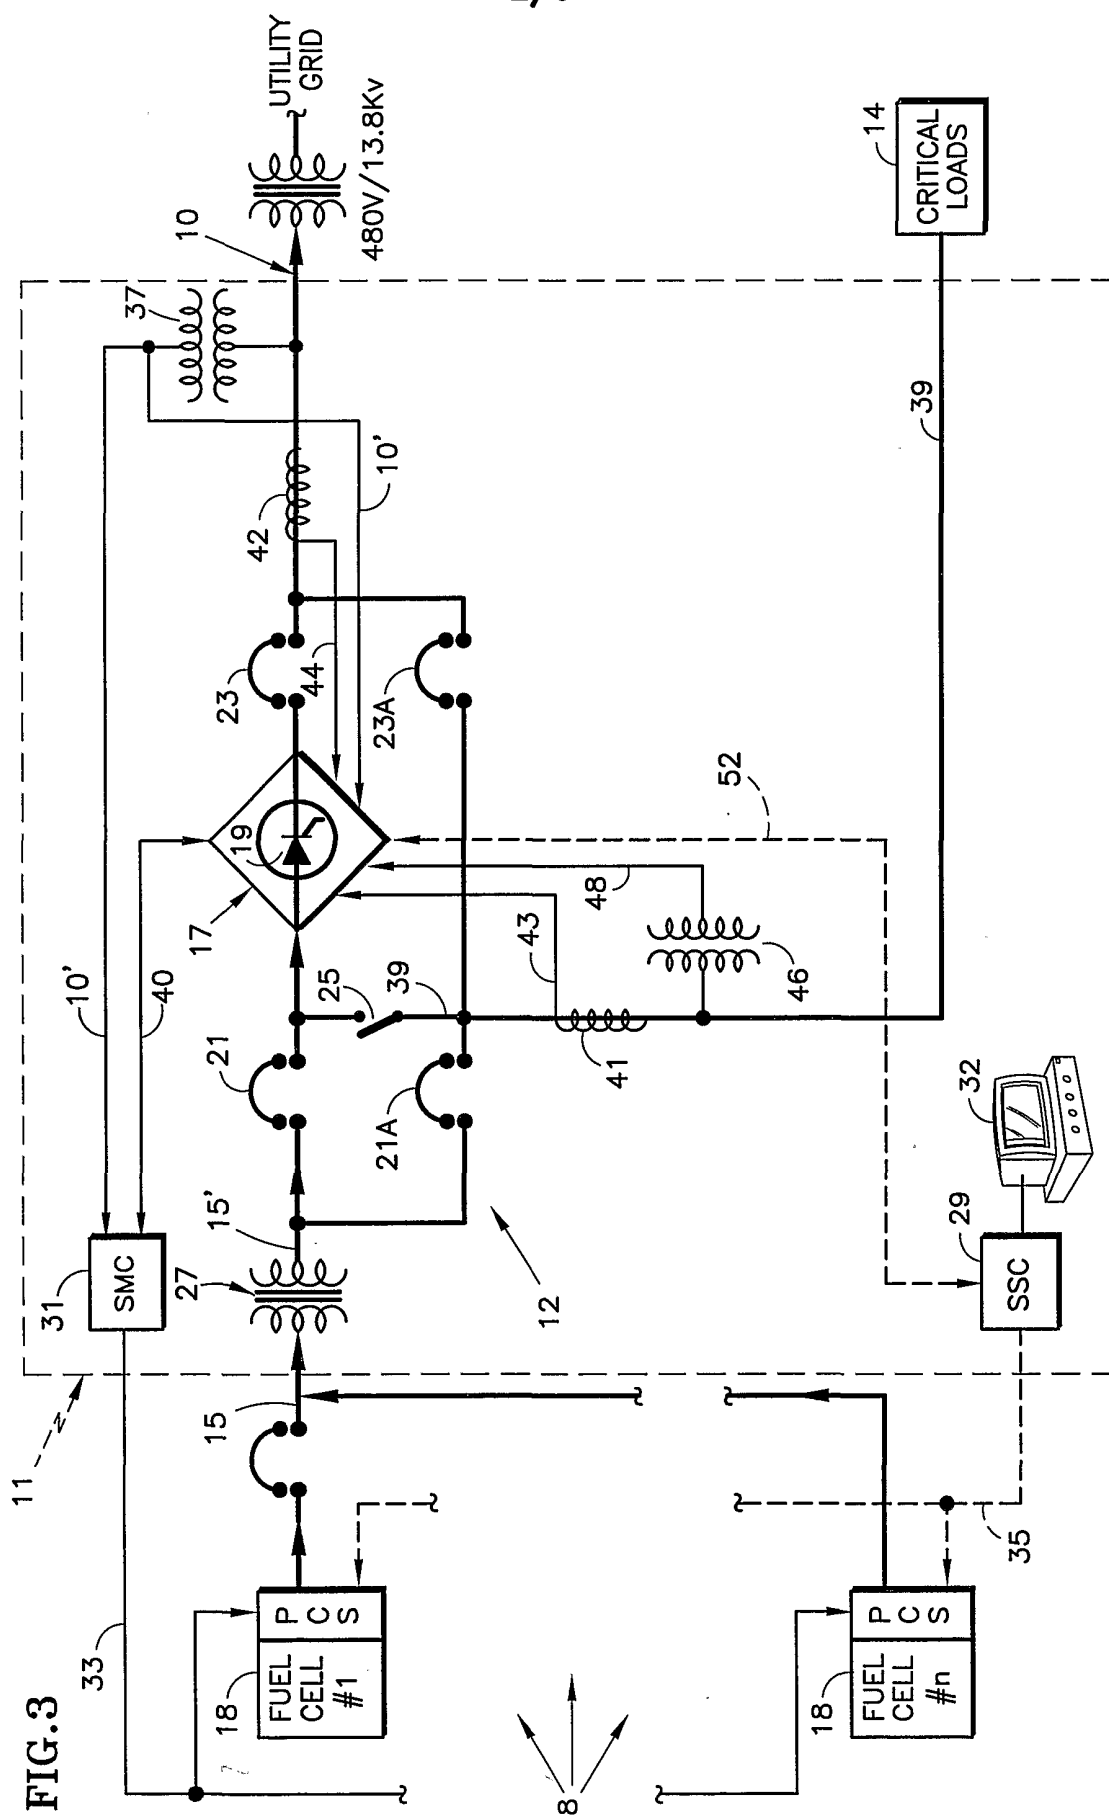 FIG.3
11
33
31
SMC
10'
40
37
10
UTILITY
GRID
480V/13.8Kv
18
FUEL
CELL
#1
P
C
S
15
27
15'
21
17
19
23
42
44
10'
21A
25
39
23A
12
41
43
46
48
52
39
14
CRITICAL
LOADS
8
18
FUEL
CELL
#n
P
C
S
35
SSC
29
32